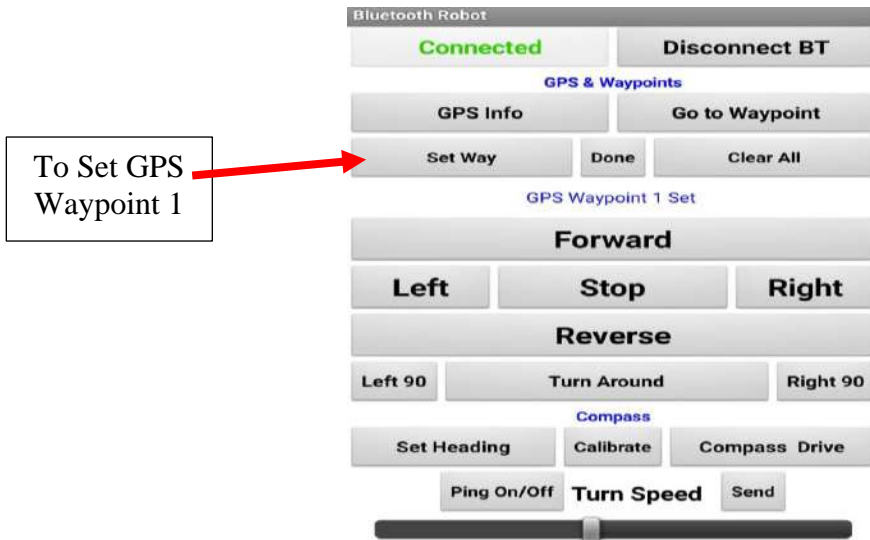 Bluetooth Robot
Connected Disconnect BT
GPS & Waypoints
GPS Info Go to Waypoint
To Set GPS
Waypoint 1
Set Way Done Clear All
GPS Waypoint 1 Set
Forward
Left Stop Right
Reverse
Left 90 Turn Around Right 90
Compass
Set Heading Calibrate Compass Drive
Ping On/Off Turn Speed Send